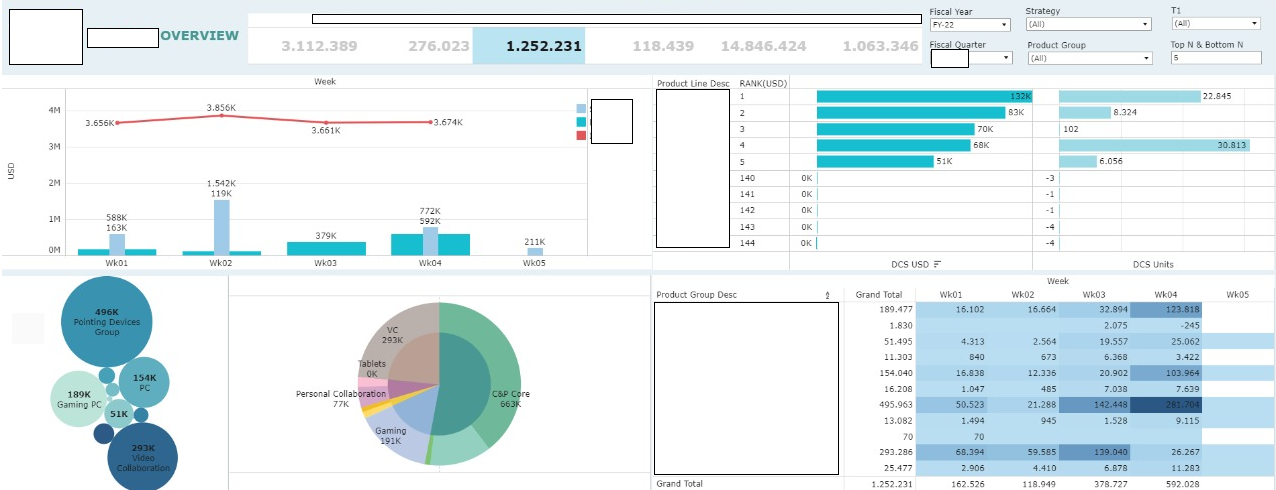 OVERVIEW
3.112.389 276.023 1.252.231 118.439 14.846.424 1.063.346
Fiscal Year Strategy T1
FY-22 (All) (All)
Fiscal Quarter Product Group Top N & Bottom N
(All) 5
Week
USD
4M
3M
2M
1M
0M
3.656K 3.856K 3.661K 3.674K
588K 1.542K 379K 772K 211K
163K 119K 592K
Wk01 Wk02 Wk03 Wk04 Wk05
Product Line Desc RANK(USD)
1 132K 22.845
2 83K 8.324
3 70K 102
4 68K 30.813
5 51K 6.056
140 0K -3
141 0K -1
142 0K -1
143 0K -4
144 0K -4
DCS USD DCS Units
496K
Pointing Devices
Group
154K
PC
189K
Gaming PC
51K
293K
Video
Collaboration
VC
293K
Tablets
0K
Personal Collaboration
77K
Gaming
191K
C&P Core
663K
Week
Product Group Desc Grand Total Wk01 Wk02 Wk03 Wk04 Wk05
189.477 16.102 16.664 32.894 123.818
1.830 2.075 -245
51.495 4.313 2.564 19.557 25.062
11.303 840 673 6.368 3.422
154.040 16.838 12.336 20.902 103.964
16.208 1.047 485 7.038 7.639
495.963 50.523 21.288 142.448 281.704
13.082 1.494 945 1.528 9.115
70 70
293.286 68.394 59.585 139.040 26.267
25.477 2.906 4.410 6.878 11.283
Grand Total 1.252.231 162.526 118.949 378.727 592.028